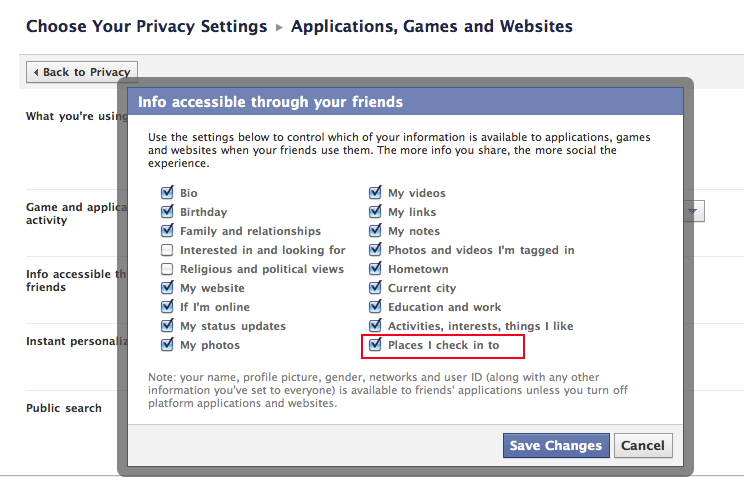 Choose Your Privacy Settings ▸ Applications, Games and Websites
Back to Privacy
Info accessible through your friends
What you're using
Use the settings below to control which of your information is available to applications, games
and websites when your friends use them. The more info you share, the more social the
experience.
Bio
Birthday
Family and relationships
Interested in and looking for
Religious and political views
My website
If I'm online
My status updates
My photos
My videos
My links
My notes
Photos and videos I'm tagged in
Hometown
Current city
Education and work
Activities, interests, things I like
Places I check in to
Game and applica
activity
Info accessible th
friends
Instant personaliz
Note: your name, profile picture, gender, networks and user ID (along with any other
information you've set to everyone) is available to friends' applications unless you turn off
platform applications and websites.
Public search
Save Changes
Cancel